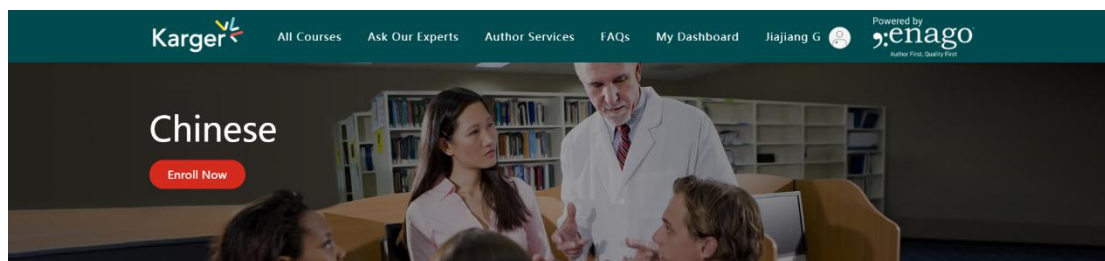 Karger
All Courses
Ask Our Experts
Author Services
FAQs
My Dashboard
Jiajiang G
Powered by
enago
Author First, Quality First
Chinese
Enroll Now